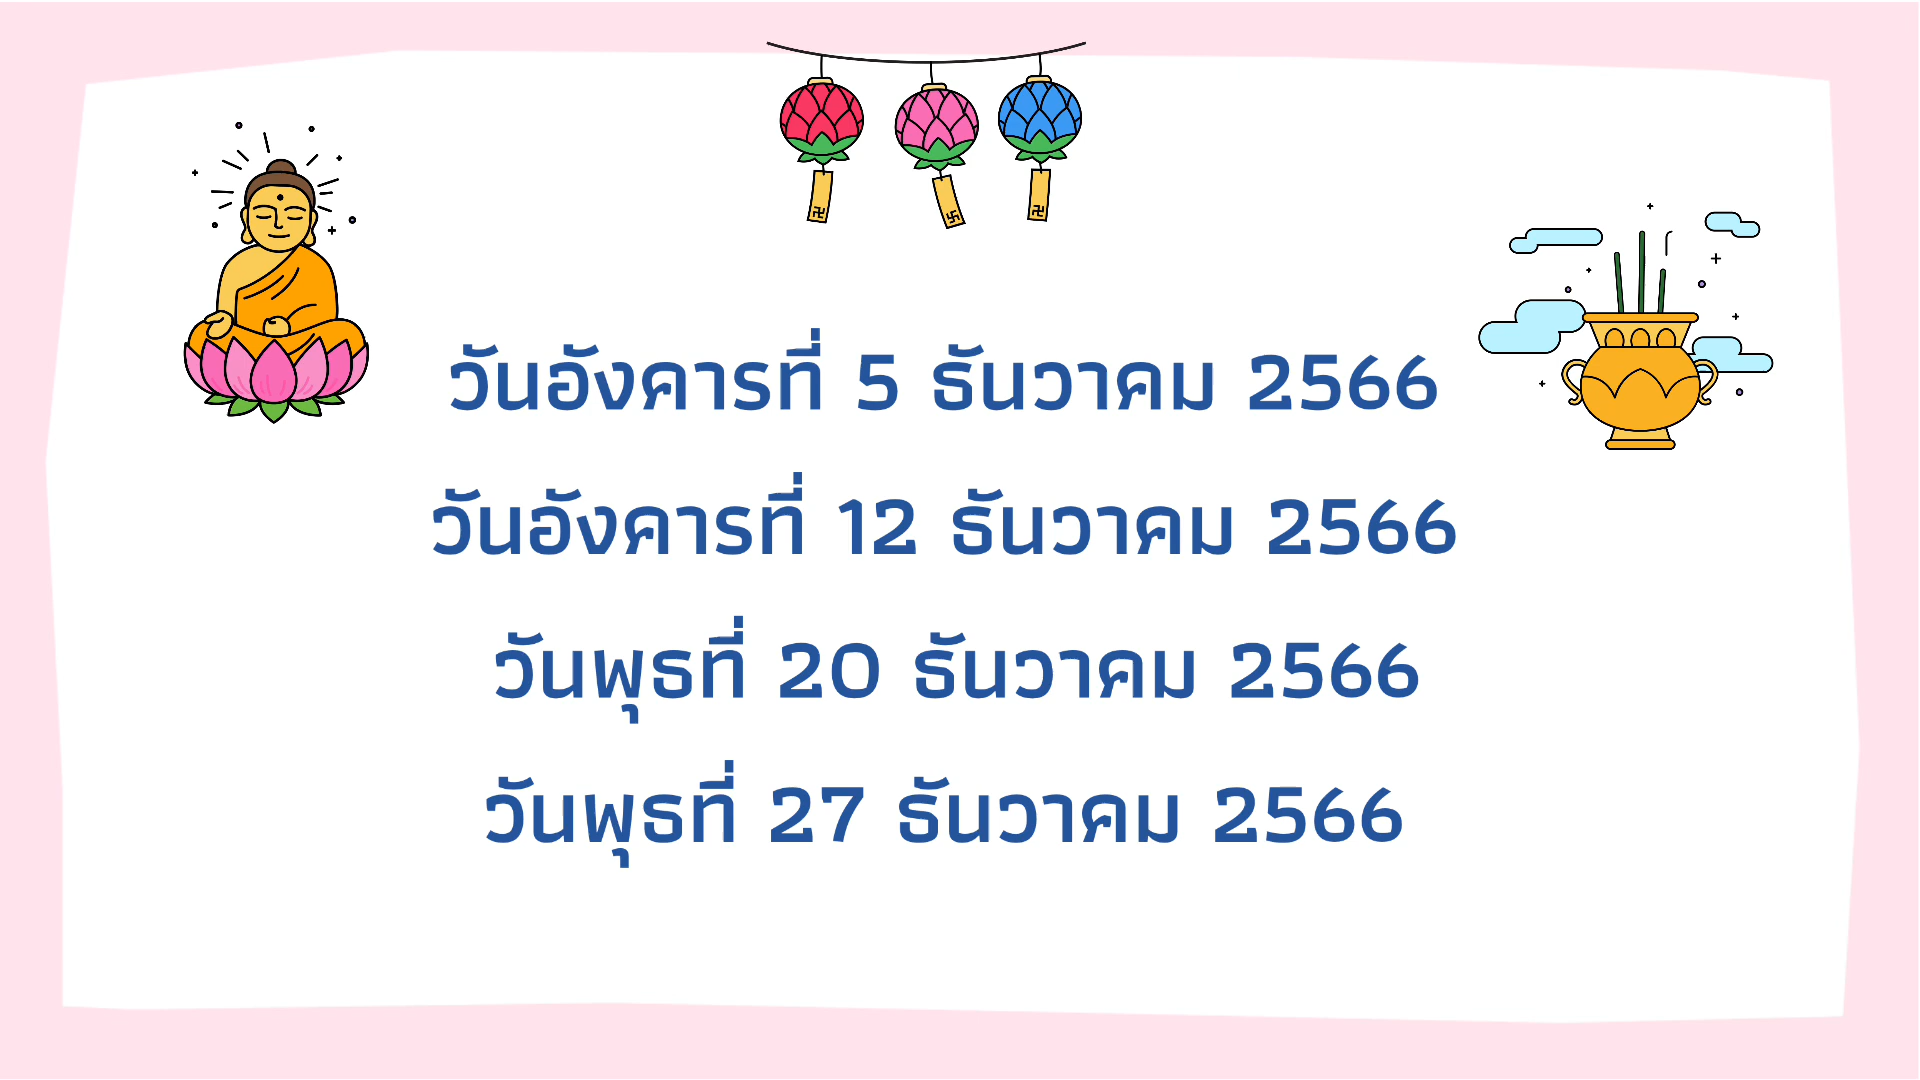 วันอังคารที่ 5 ธันวาคม 2566
วันอังคารที่ 12 ธันวาคม 2566
วันพุธที่ 20 ธันวาคม 2566
วันพุธที่ 27 ธันวาคม 2566